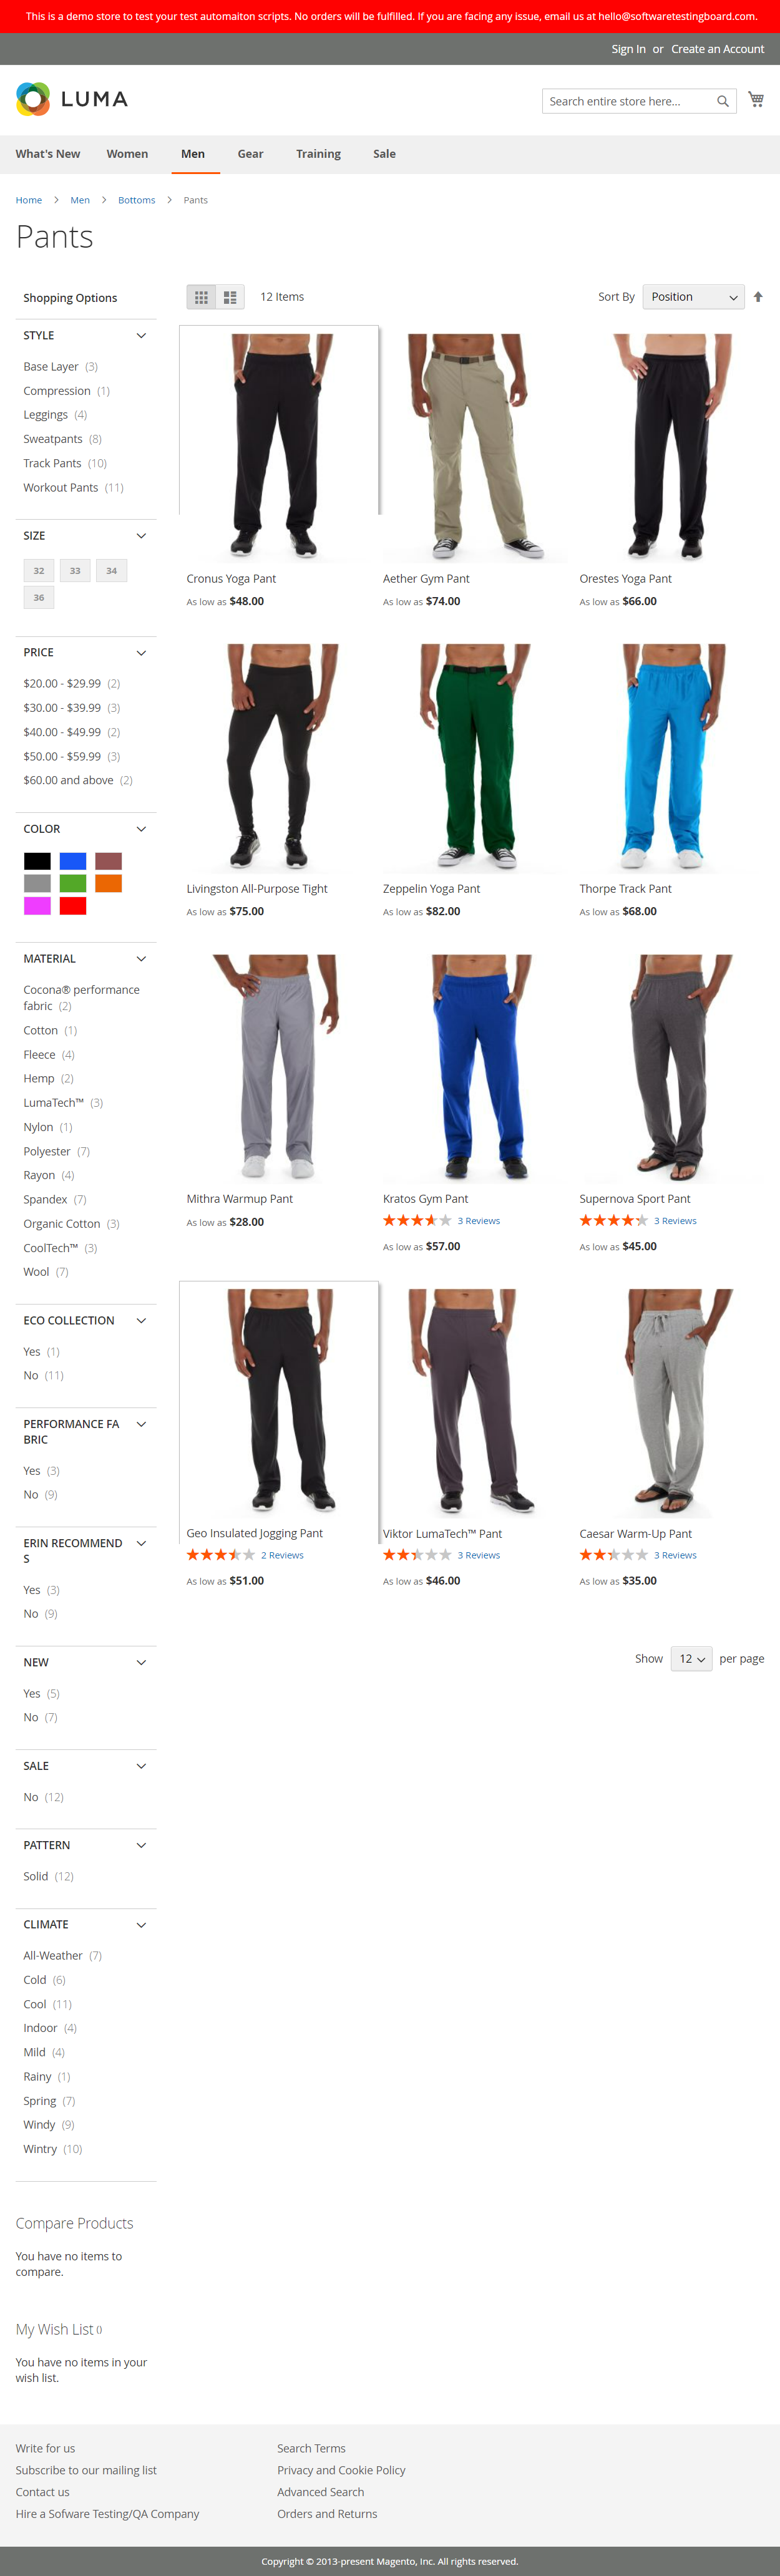 This is a demo store to test your test automaiton scripts. No orders will be fulfilled. If you are facing any issue, email us at hello@softwaretestingboard.com.
Sign In or Create an Account
LUMA
Search entire store here...
What's New Women Men Gear Training Sale
Home > Men > Bottoms > Pants
Pants
Shopping Options
STYLE
Base Layer (3)
Compression (1)
Leggings (4)
Sweatpants (8)
Track Pants (10)
Workout Pants (11)
SIZE
32 33 34
36
PRICE
$20.00 - $29.99 (2)
$30.00 - $39.99 (3)
$40.00 - $49.99 (2)
$50.00 - $59.99 (3)
$60.00 and above (2)
COLOR
MATERIAL
Cocona® performance
fabric (2)
Cotton (1)
Fleece (4)
Hemp (2)
LumaTech™ (3)
Nylon (1)
Polyester (7)
Rayon (4)
Spandex (7)
Organic Cotton (3)
CoolTech™ (3)
Wool (7)
ECO COLLECTION
Yes (1)
No (11)
PERFORMANCE FA
BRIC
Yes (3)
No (9)
ERIN RECOMMEND
S
Yes (3)
No (9)
NEW
Yes (5)
No (7)
SALE
No (12)
PATTERN
Solid (12)
CLIMATE
All-Weather (7)
Cold (6)
Cool (11)
Indoor (4)
Mild (4)
Rainy (1)
Spring (7)
Windy (9)
Wintry (10)
Compare Products
You have no items to
compare.
My Wish List ()
You have no items in your
wish list.
12 Items
Sort By Position
Cronus Yoga Pant
As low as $48.00
Aether Gym Pant
As low as $74.00
Orestes Yoga Pant
As low as $66.00
Livingston All-Purpose Tight
As low as $75.00
Zeppelin Yoga Pant
As low as $82.00
Thorpe Track Pant
As low as $68.00
Mithra Warmup Pant
As low as $28.00
Kratos Gym Pant
3 Reviews
As low as $57.00
Supernova Sport Pant
3 Reviews
As low as $45.00
Geo Insulated Jogging Pant
2 Reviews
As low as $51.00
Viktor LumaTech™ Pant
3 Reviews
As low as $46.00
Caesar Warm-Up Pant
3 Reviews
As low as $35.00
Show 12 per page
Write for us
Subscribe to our mailing list
Contact us
Hire a Sofware Testing/QA Company
Search Terms
Privacy and Cookie Policy
Advanced Search
Orders and Returns
Copyright © 2013-present Magento, Inc. All rights reserved.